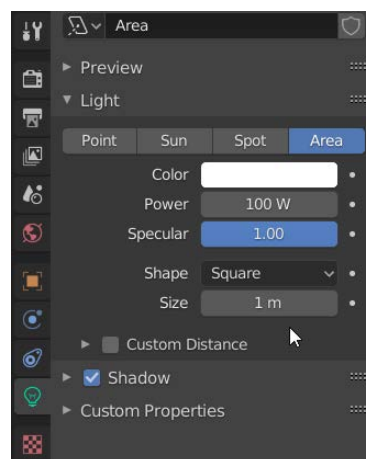 Area
Preview
Light
Point Sun Spot Area
Color
Power 100 W
Specular 1.00
Shape Square
Size 1 m
Custom Distance
Shadow
Custom Properties